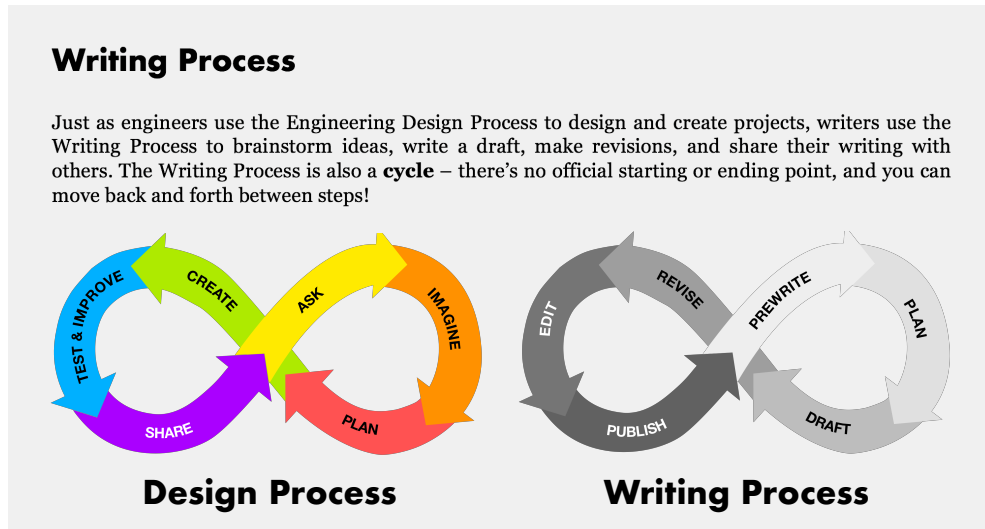 Writing Process
Just as engineers use the Engineering Design Process to design and create projects, writers use the
Writing Process to brainstorm ideas, write a draft, make revisions, and share their writing with
others. The Writing Process is also a cycle – there's no official starting or ending point, and you can
move back and forth between steps!
ASK
IMAGINE
PLAN
CREATE
TEST & IMPROVE
SHARE
Design Process
PREWRITE
PLAN
DRAFT
REVISE
EDIT
PUBLISH
Writing Process